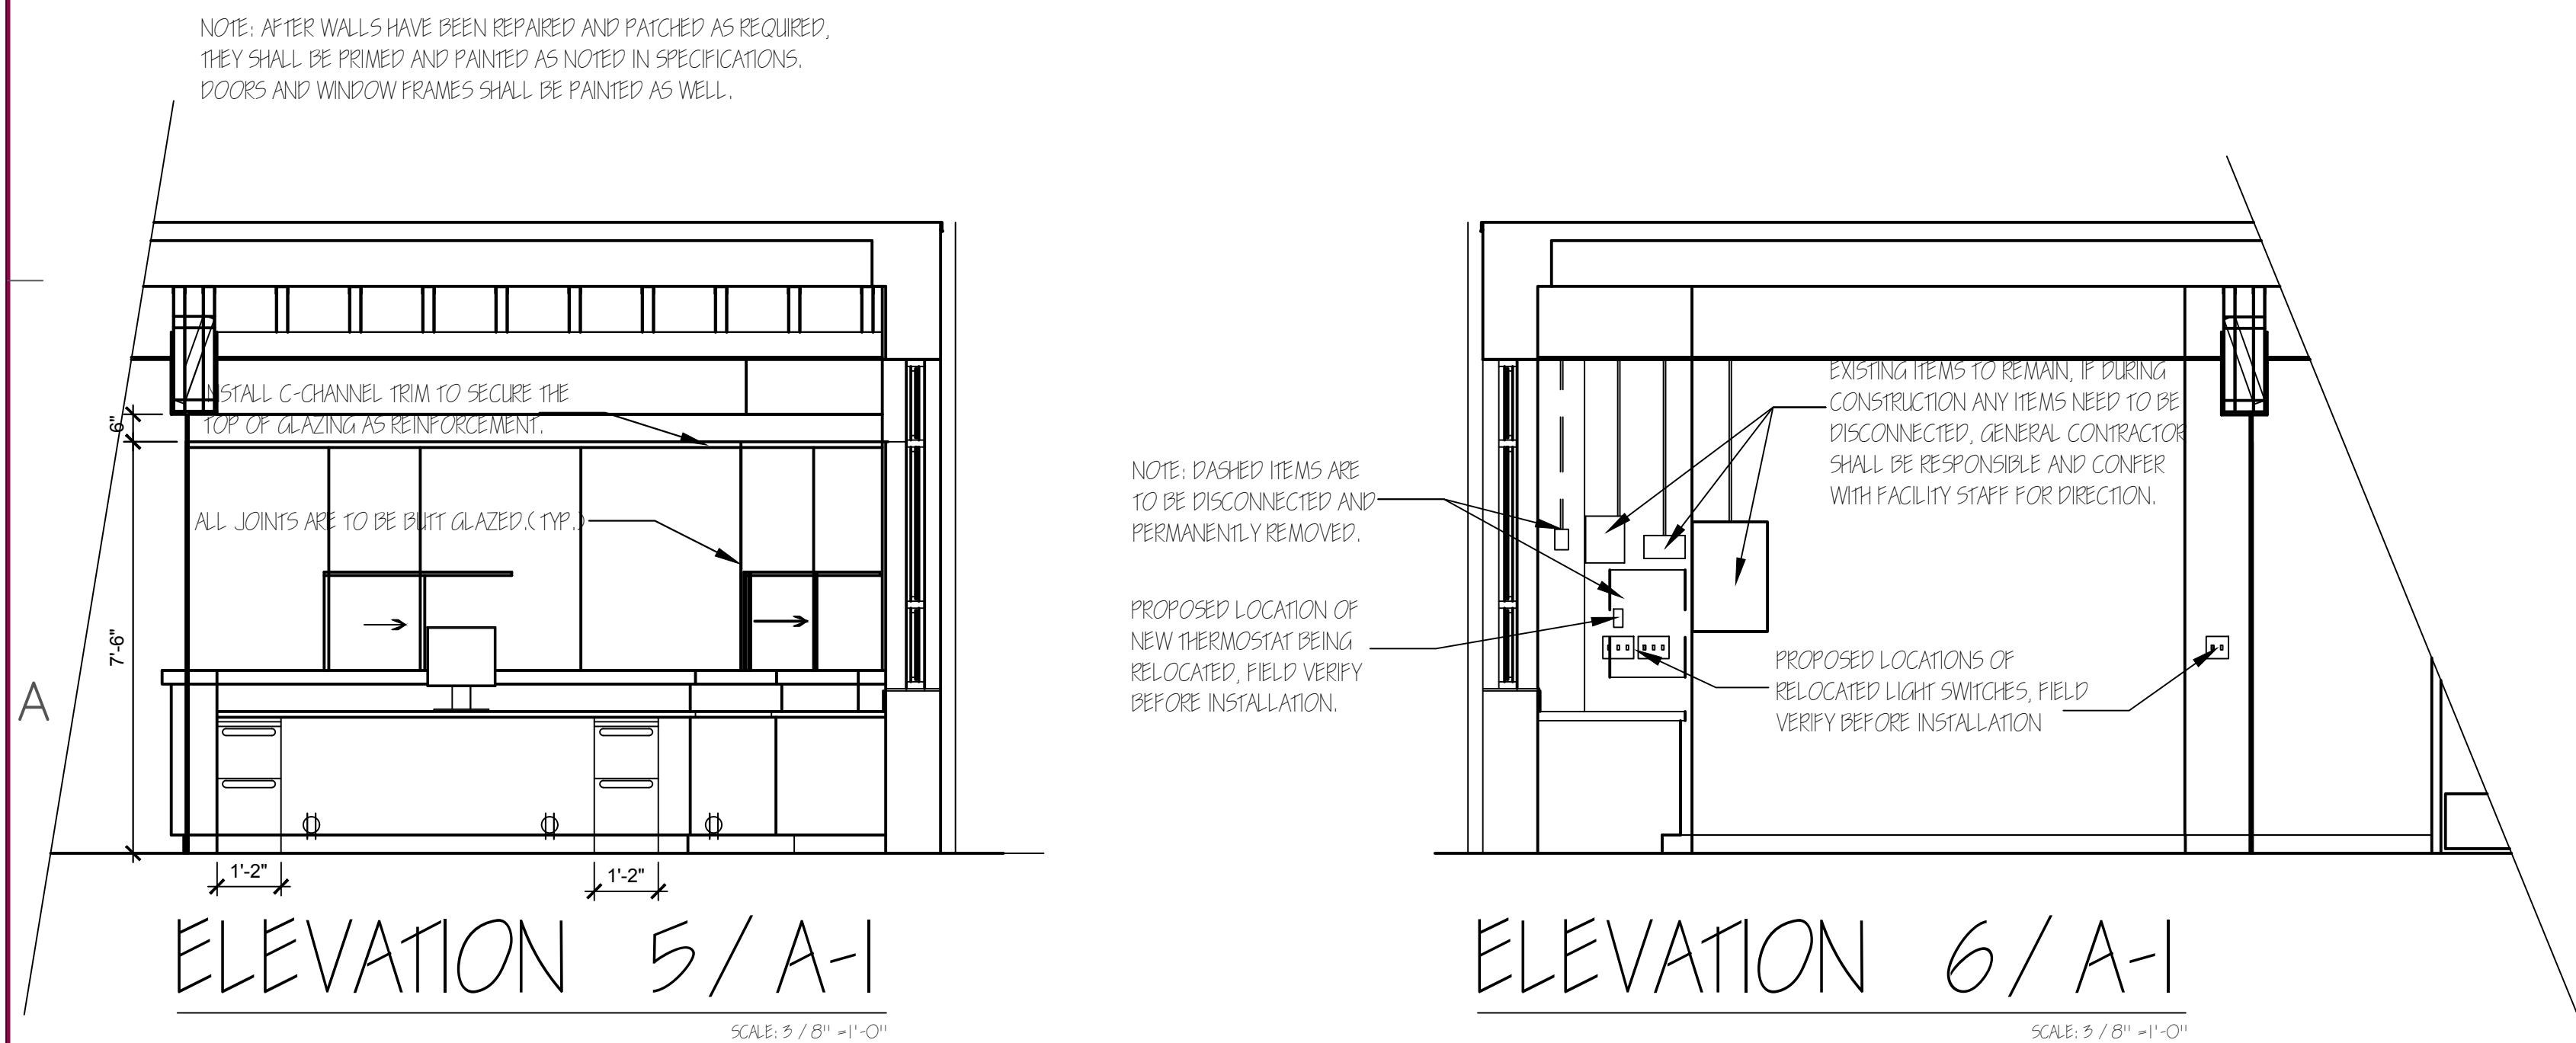 NOTE: AFTER WALLS HAVE BEEN REPAIRED AND PATCHED AS REQUIRED,
THEY SHALL BE PRIMED AND PAINTED AS NOTED IN SPECIFICATIONS.
DOORS AND WINDOW FRAMES SHALL BE PAINTED AS WELL.
INSTALL C-CHANNEL TRIM TO SECURE THE
TOP OF GLAZING AS REINFORCEMENT.
6"
ALL JOINTS ARE TO BE BUTT GLAZED.(TYP.)
7'-6"
A
1'-2"
1'-2"
ELEVATION 5/A-1
SCALE: 3/8"=1'-0"
NOTE: DASHED ITEMS ARE
TO BE DISCONNECTED AND
PERMANENTLY REMOVED.
PROPOSED LOCATION OF
NEW THERMOSTAT BEING
RELOCATED, FIELD VERIFY
BEFORE INSTALLATION.
EXISTING ITEMS TO REMAIN, IF DURING
CONSTRUCTION ANY ITEMS NEED TO BE
DISCONNECTED, GENERAL CONTRACTOR
SHALL BE RESPONSIBLE AND CONFER
WITH FACILITY STAFF FOR DIRECTION.
PROPOSED LOCATIONS OF
RELOCATED LIGHT SWITCHES, FIELD
VERIFY BEFORE INSTALLATION
ELEVATION 6/A-1
SCALE: 3/8"=1'-0"